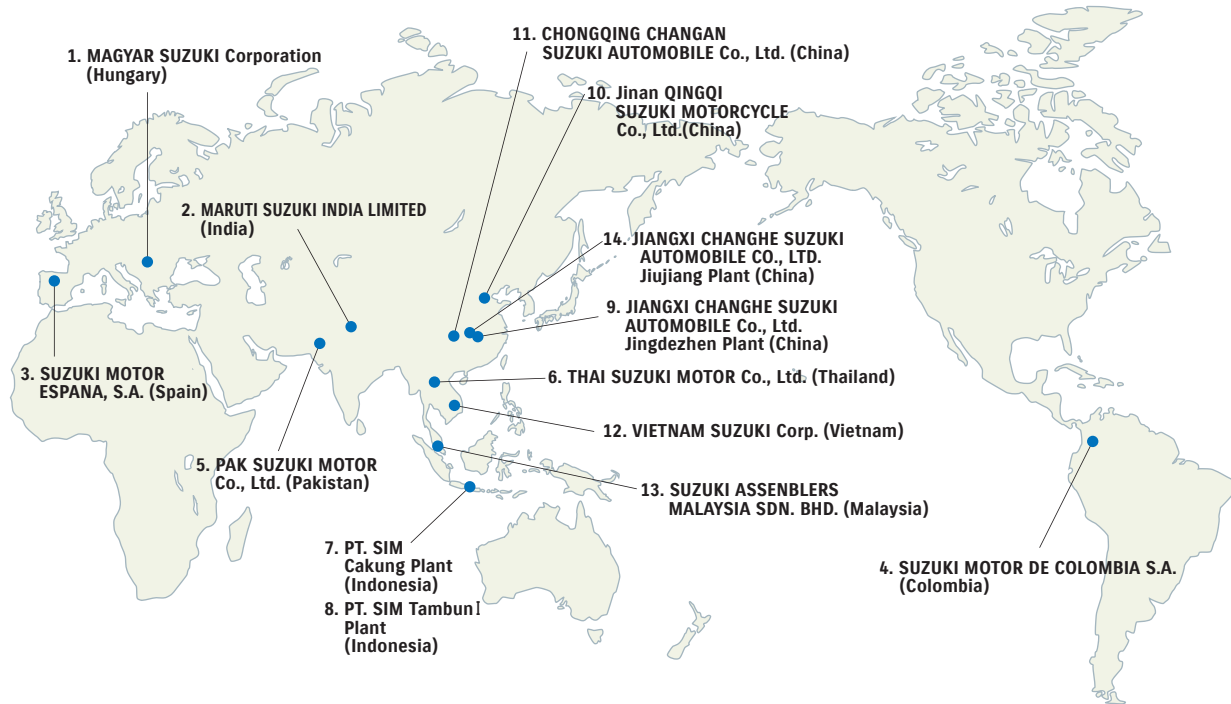 1. MAGYAR SUZUKI Corporation
(Hungary)
11. CHONGQING CHANGAN
SUZUKI AUTOMOBILE Co., Ltd. (China)
10. Jinan QINGQI
SUZUKI MOTORCYCLE
Co., Ltd.(China)
2. MARUTI SUZUKI INDIA LIMITED
(India)
14. JIANGXI CHANGHE SUZUKI
AUTOMOBILE CO., LTD.
Jiujiang Plant (China)
9. JIANGXI CHANGHE SUZUKI
AUTOMOBILE Co., Ltd.
Jingdezhen Plant (China)
3. SUZUKI MOTOR
ESPANA, S.A. (Spain)
6. THAI SUZUKI MOTOR Co., Ltd. (Thailand)
12. VIETNAM SUZUKI Corp. (Vietnam)
5. PAK SUZUKI MOTOR
Co., Ltd. (Pakistan)
13. SUZUKI ASSENBLERS
MALAYSIA SDN. BHD. (Malaysia)
7. PT. SIM
Cakung Plant
(Indonesia)
8. PT. SIM Tambun I
Plant
(Indonesia)
4. SUZUKI MOTOR DE COLOMBIA S.A.
(Colombia)